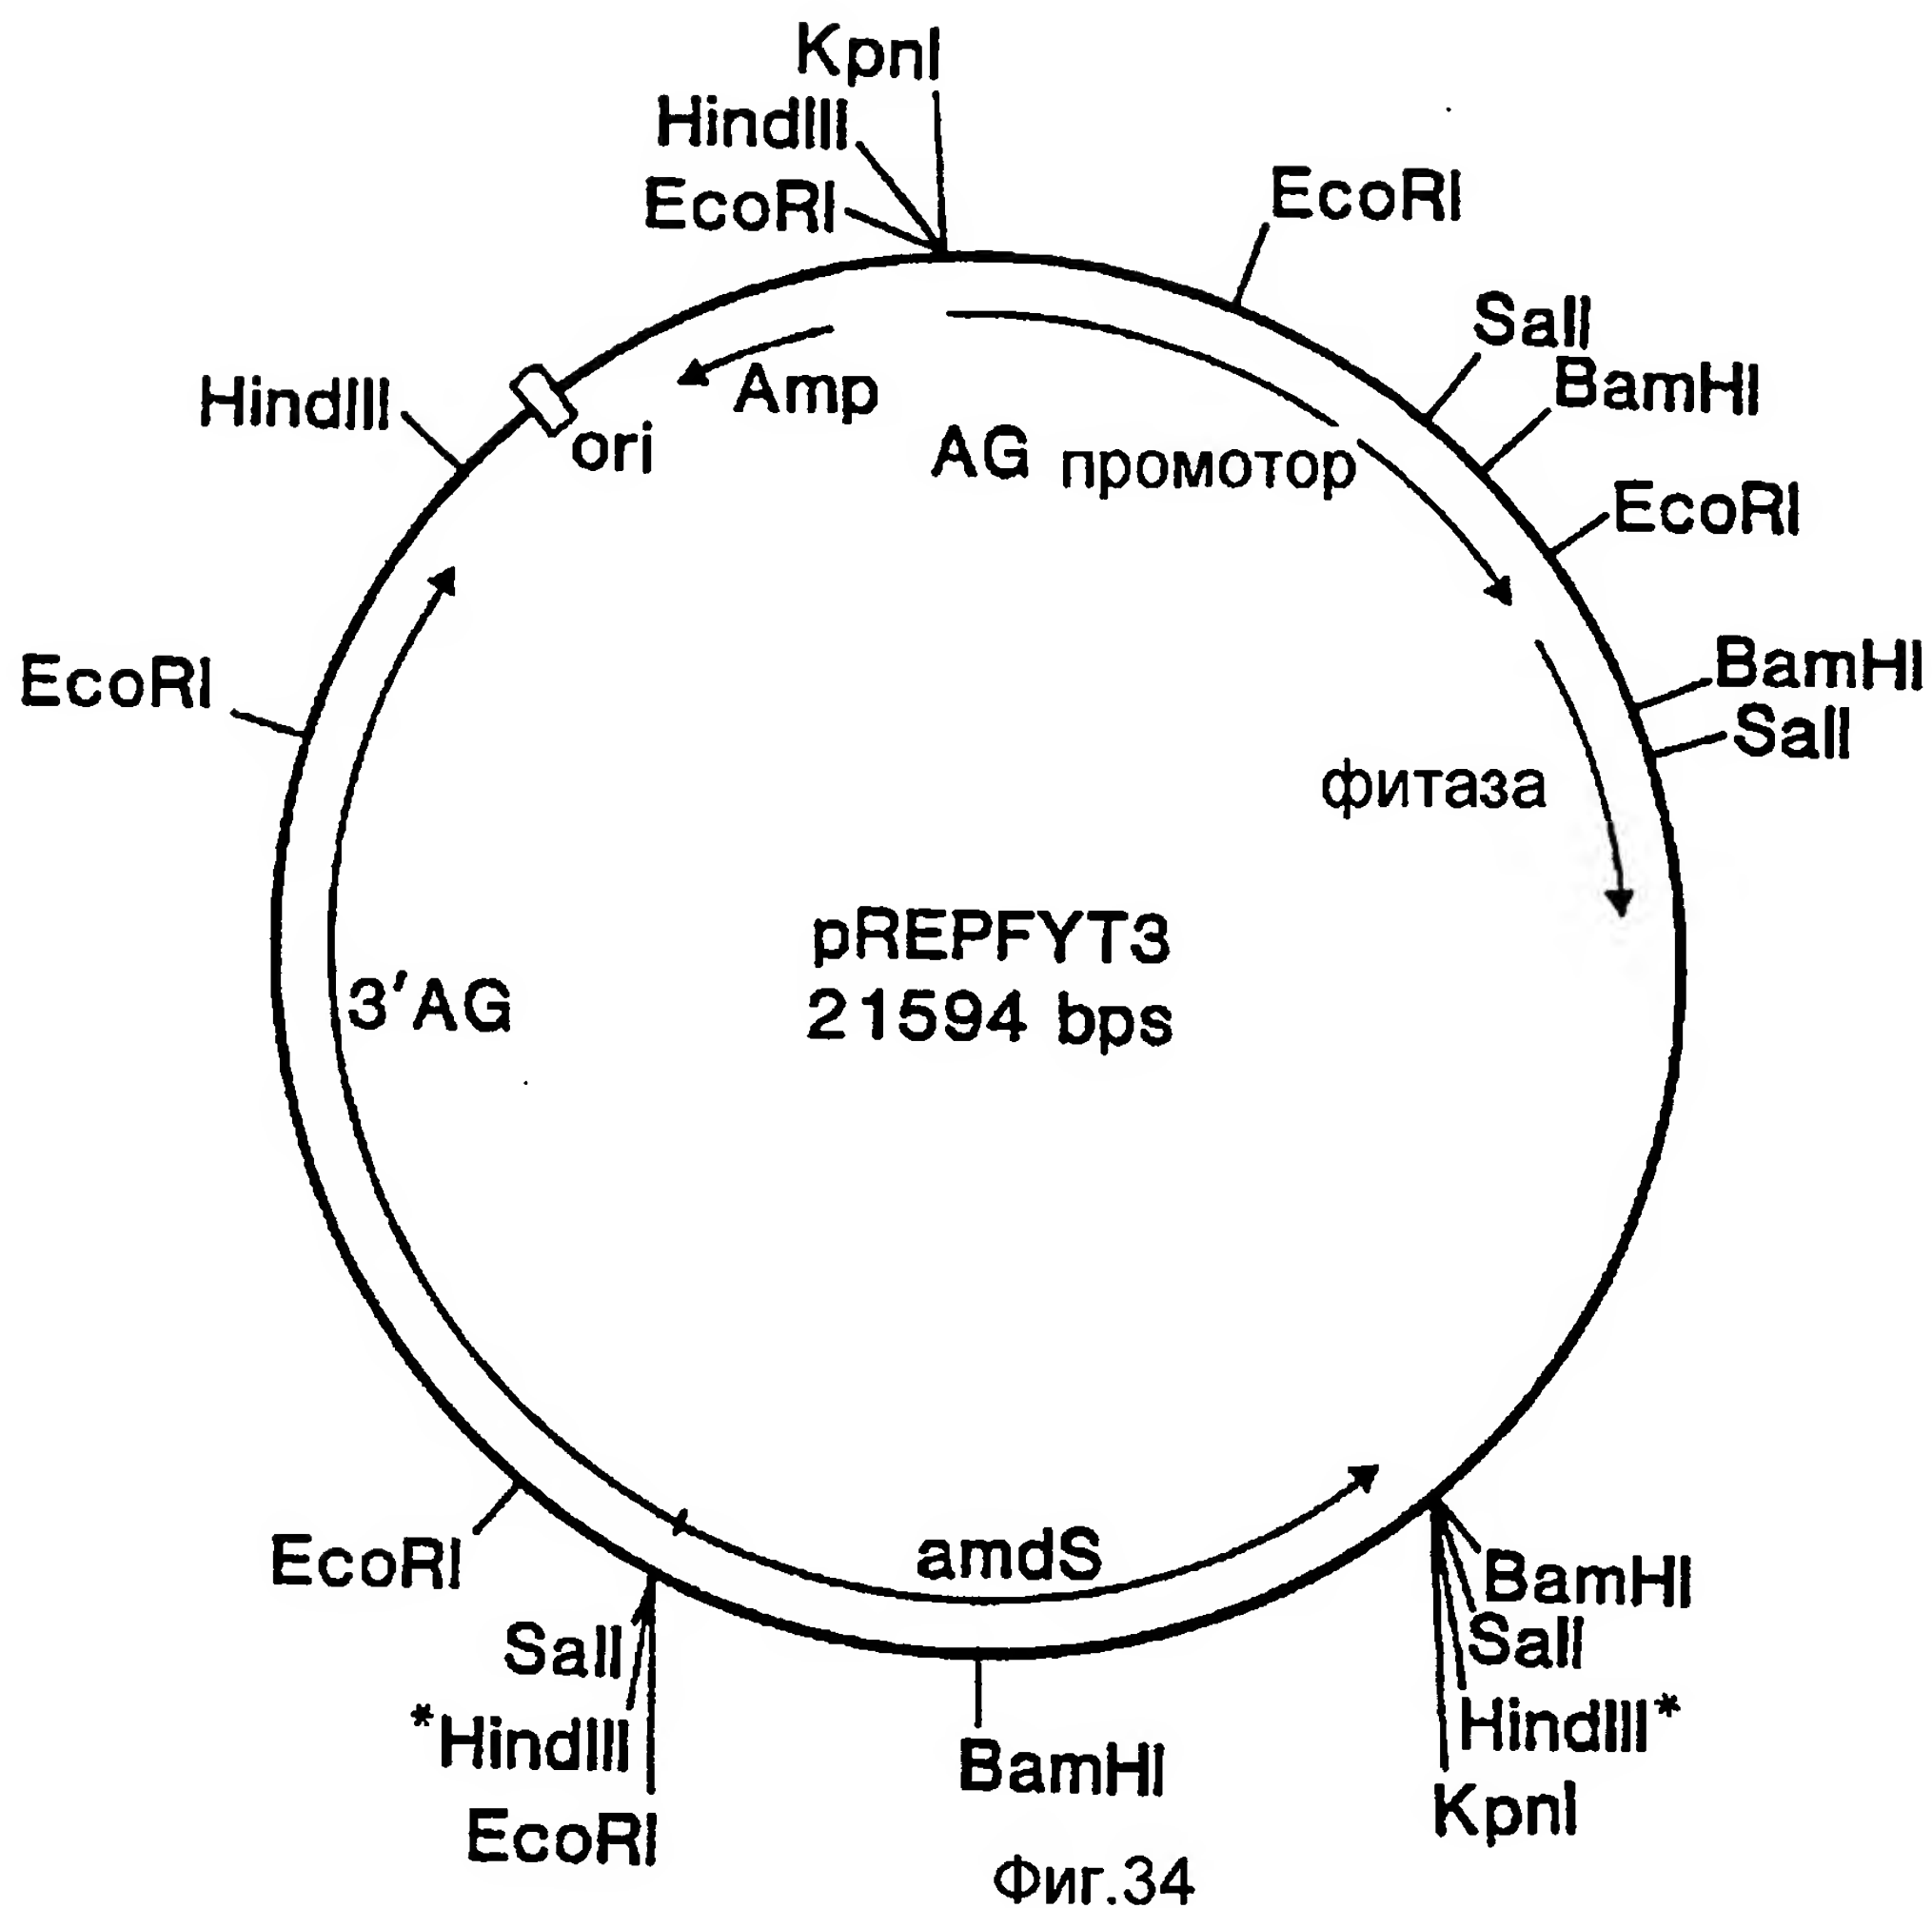 KpnI
HindIII
EcoRI
EcoRI
SalI
BamHI
HindIII
Amp
ori
AG промотор
EcoRI
EcoRI
BamHI
SalI
фитаза
pREPFYT3
21594 bps
3'AG
EcoRI
amdS
BamHI
SalI
SalI
HindIII*
*HindIII
BamHI
KpnI
EcoRI
Фиг.34